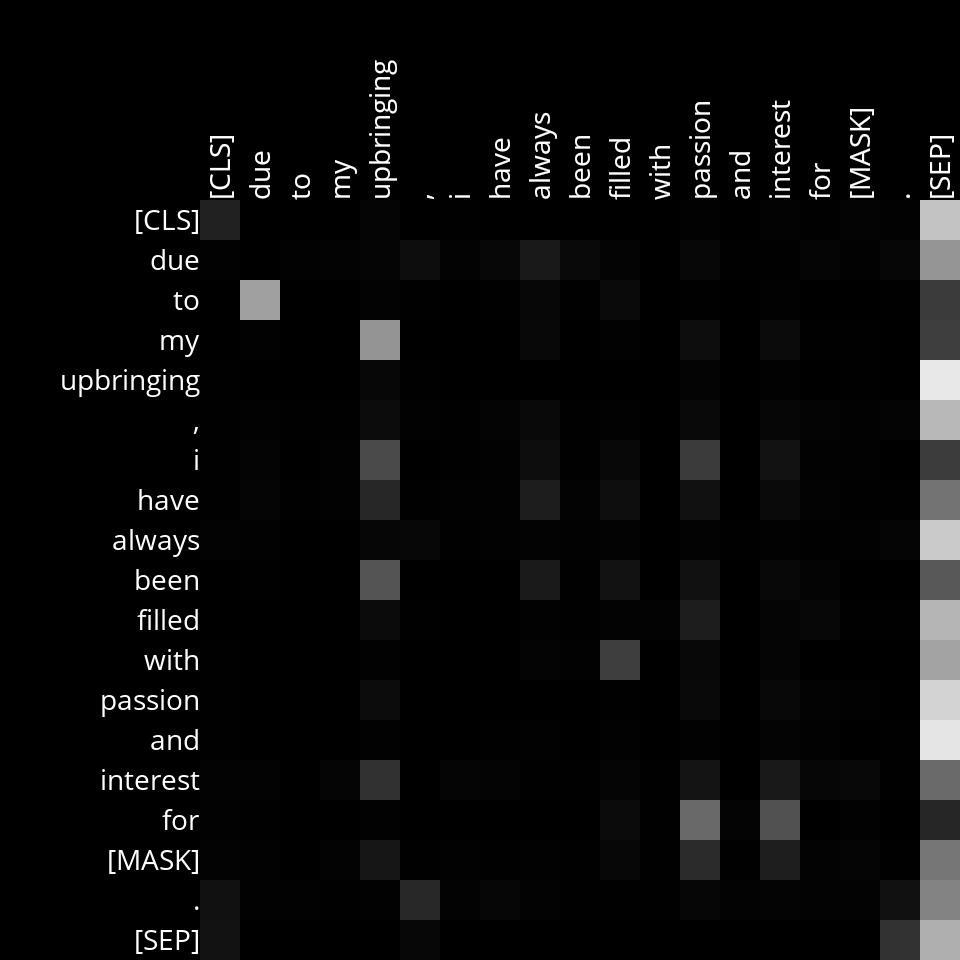 [CLS] due to my upbringing , i have always been filled with passion and interest for [MASK] . [SEP]
[CLS]
due
to
my
upbringing
,
i
have
always
been
filled
with
passion
and
interest
for
[MASK]
.
[SEP]